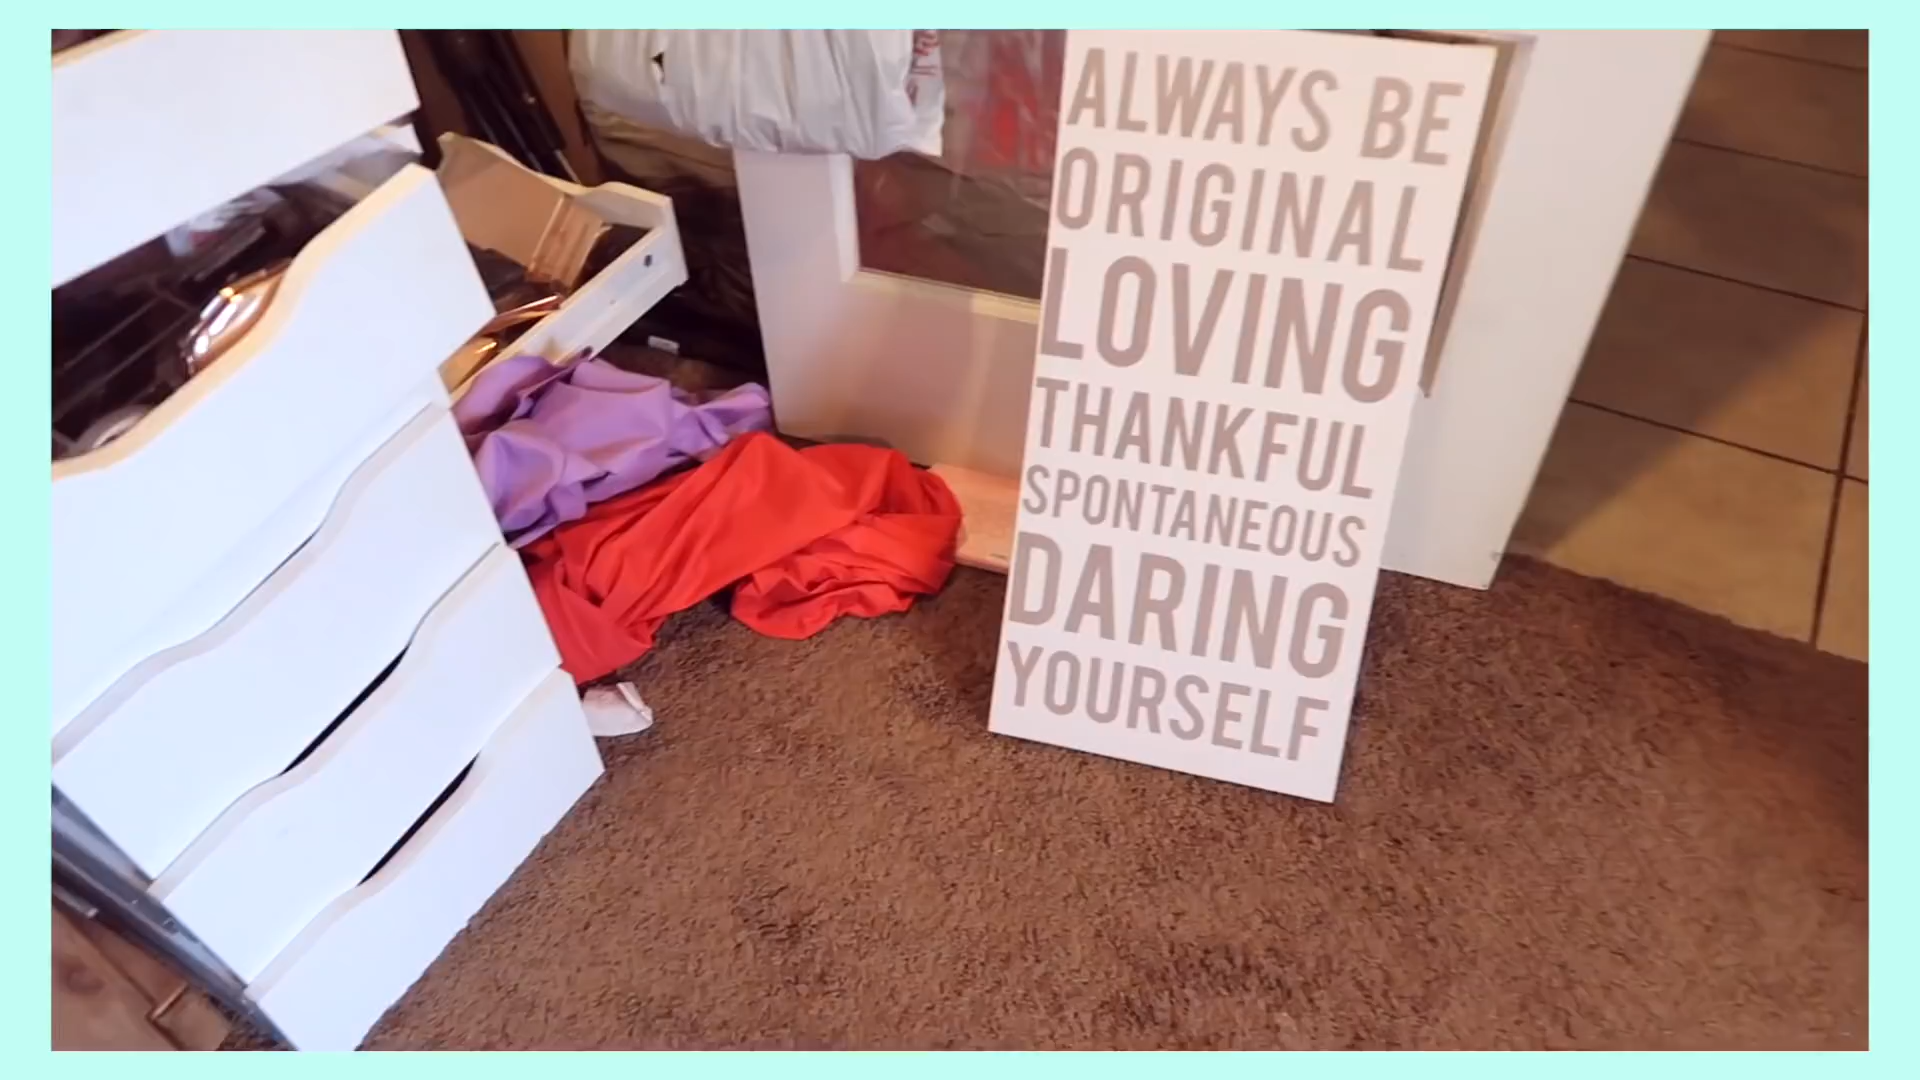 ALWAYS BE
ORIGINAL
LOVING
THANKFUL
SPONTANEOUS
DARING
YOURSELF